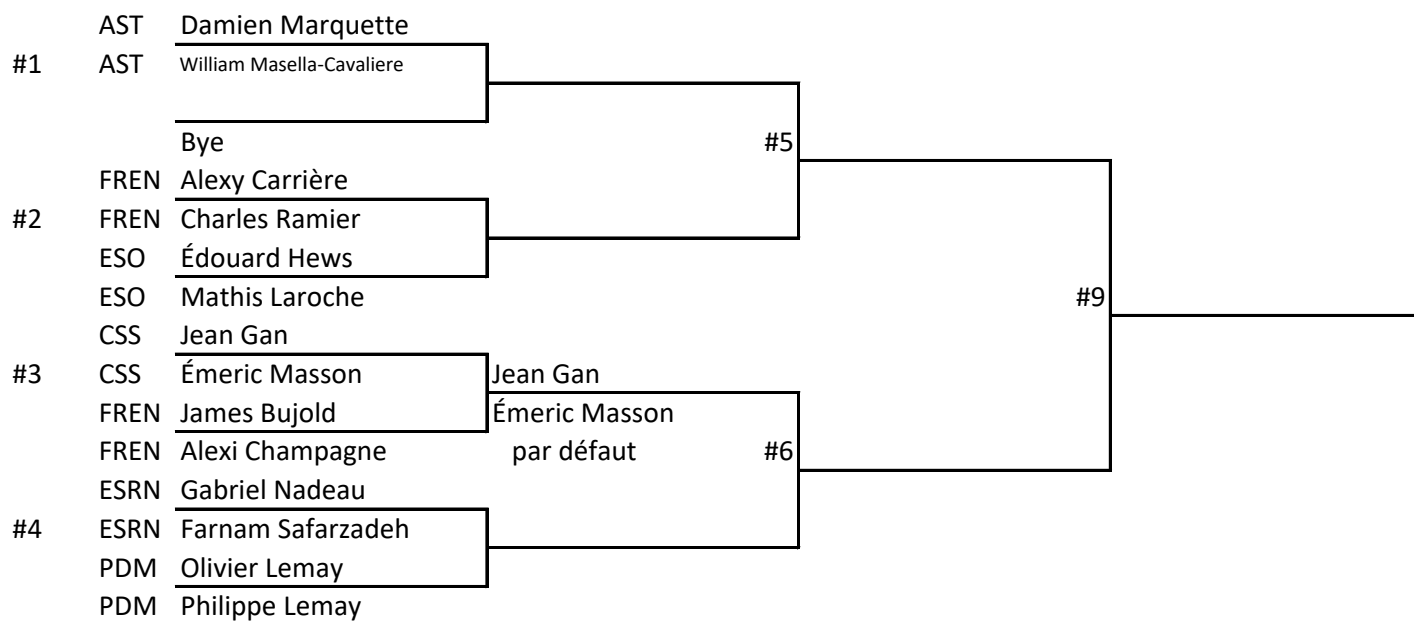 AST Damien Marquette
#1 AST William Masella-Cavaliere
Bye #5
FREN Alexy Carrière
#2 FREN Charles Ramier
ESO Édouard Hews
ESO Mathis Laroche #9
CSS Jean Gan
#3 CSS Émeric Masson Jean Gan
FREN James Bujold Émeric Masson
FREN Alexi Champagne par défaut #6
ESRN Gabriel Nadeau
#4 ESRN Farnam Safarzadeh
PDM Olivier Lemay
PDM Philippe Lemay